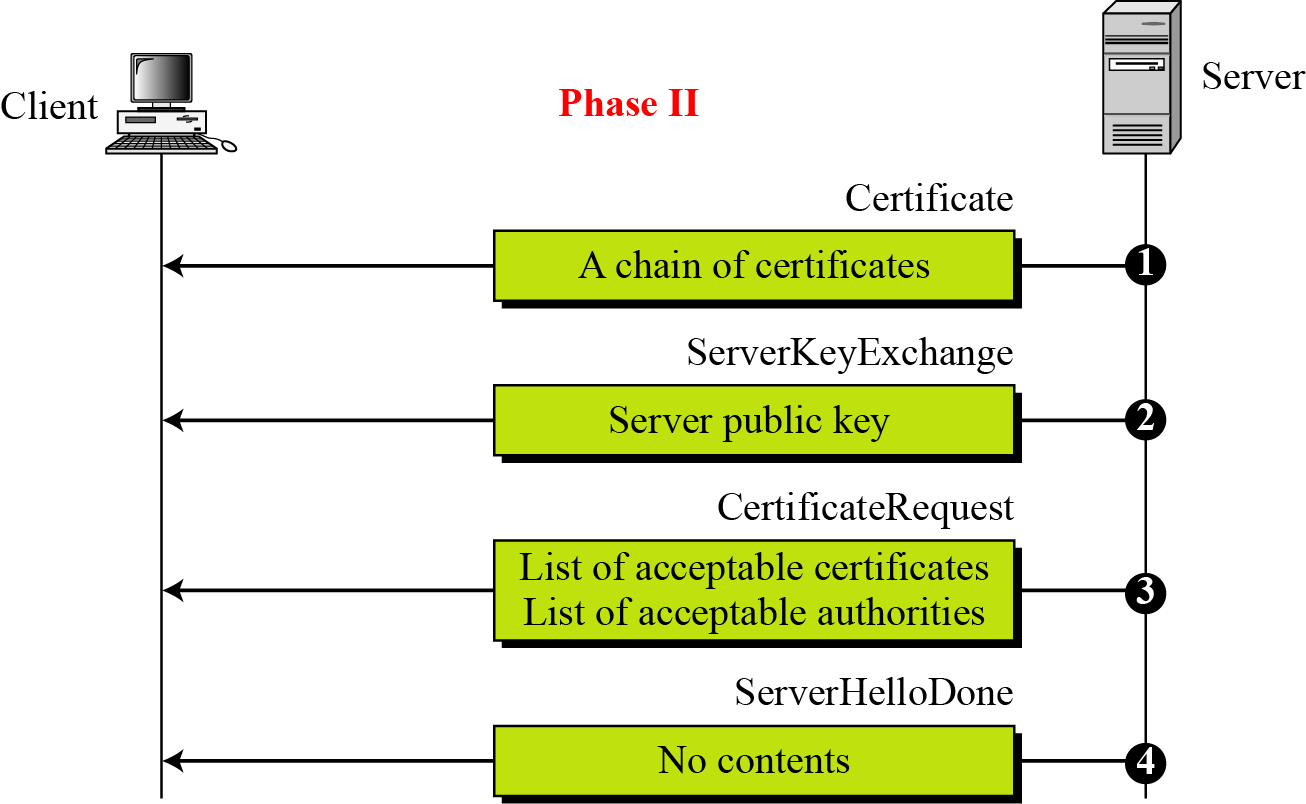 Server
Client
Phase II
Certificate
A chain of certificates
1
ServerKeyExchange
Server public key
2
CertificateRequest
List of acceptable certificates
List of acceptable authorities
3
ServerHelloDone
No contents
4